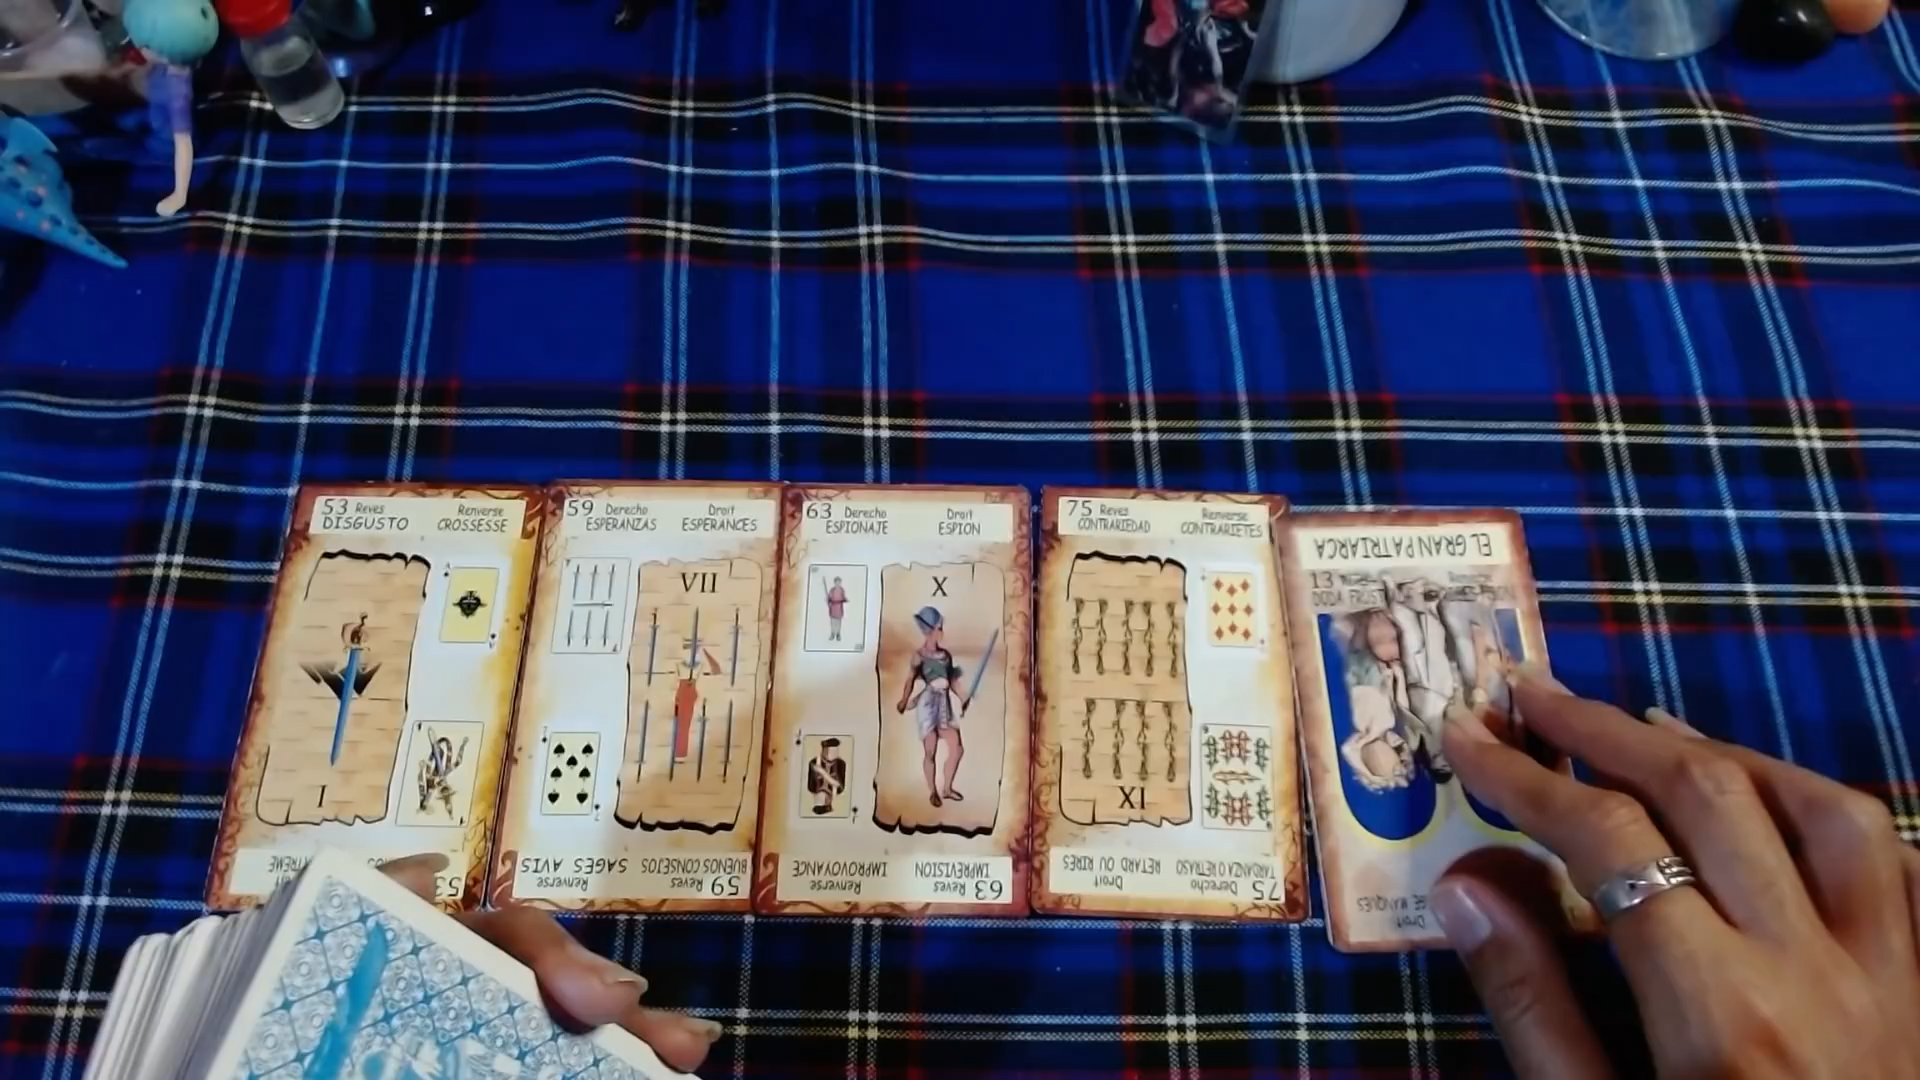 53 Reves Renverse
DISGUSTO CROSSESSE
I
53
59 Derecho Droit
ESPERANZAS ESPERANCES
VII
59 Reves Renverse
BUENOS CONSEJOS SAGES AVIS
63 Derecho Droit
ESPIONAJE ESPION
X
63 Reves Renverse
IMPREVISION IMPROVOYANCE
75 Reves Renverse
CONTRARIEDAD CONTRARIETES
XI
75 Derecho Droit
TARDANZA O RETRASO RETARD OU RIRES
EL GRAN PATRIARCA
13
Droit
MANQUES